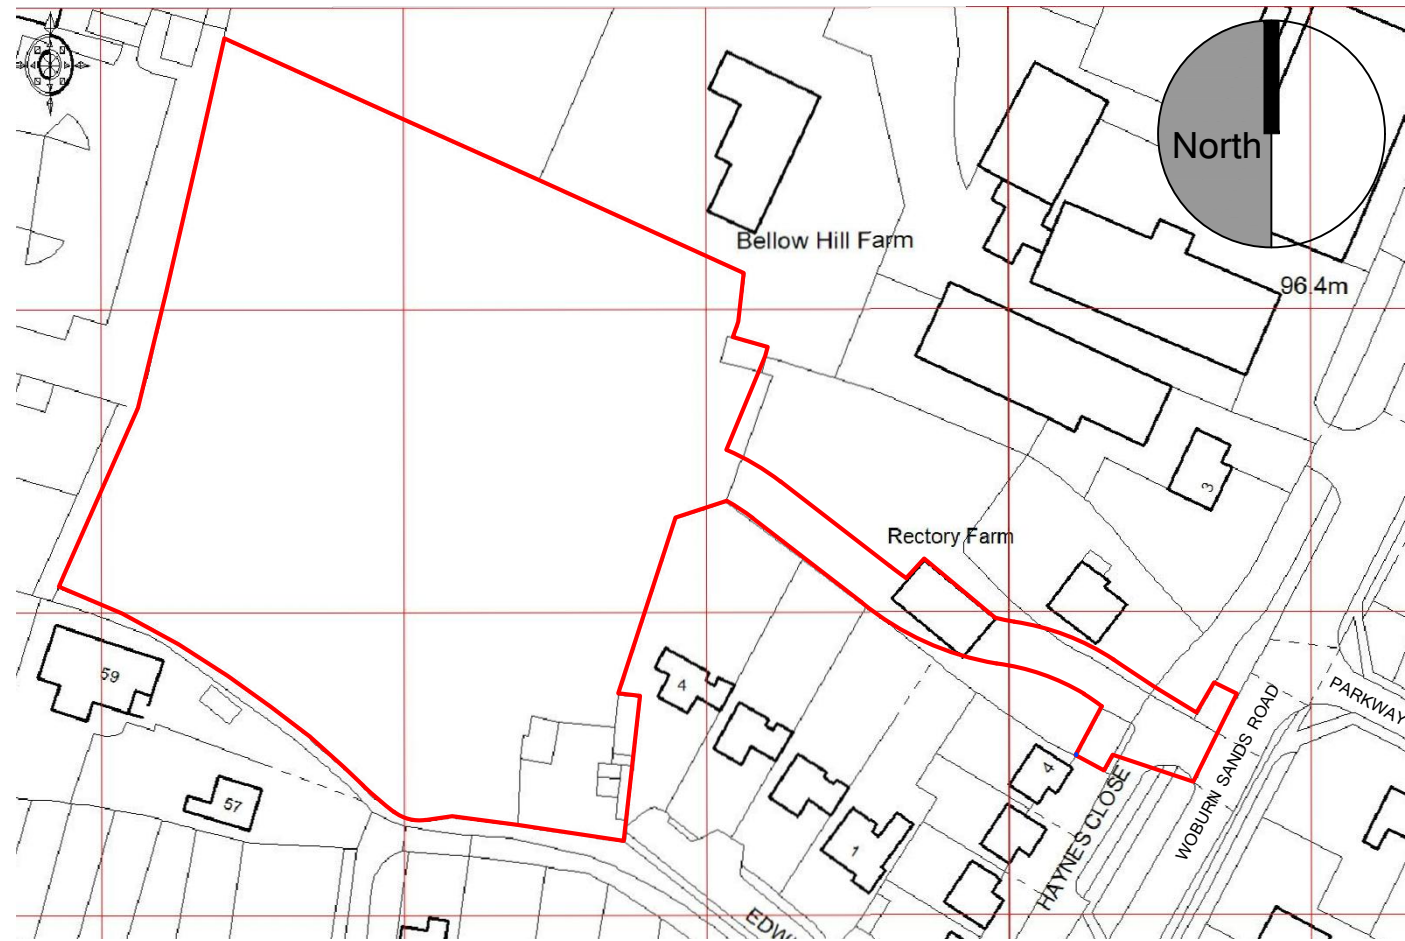 North
Bellow Hill Farm
96.4m
3
Rectory Farm
59
4
PARKWAY
57
4
1
HAYNES CLOSE
WOBURN SANDS ROAD